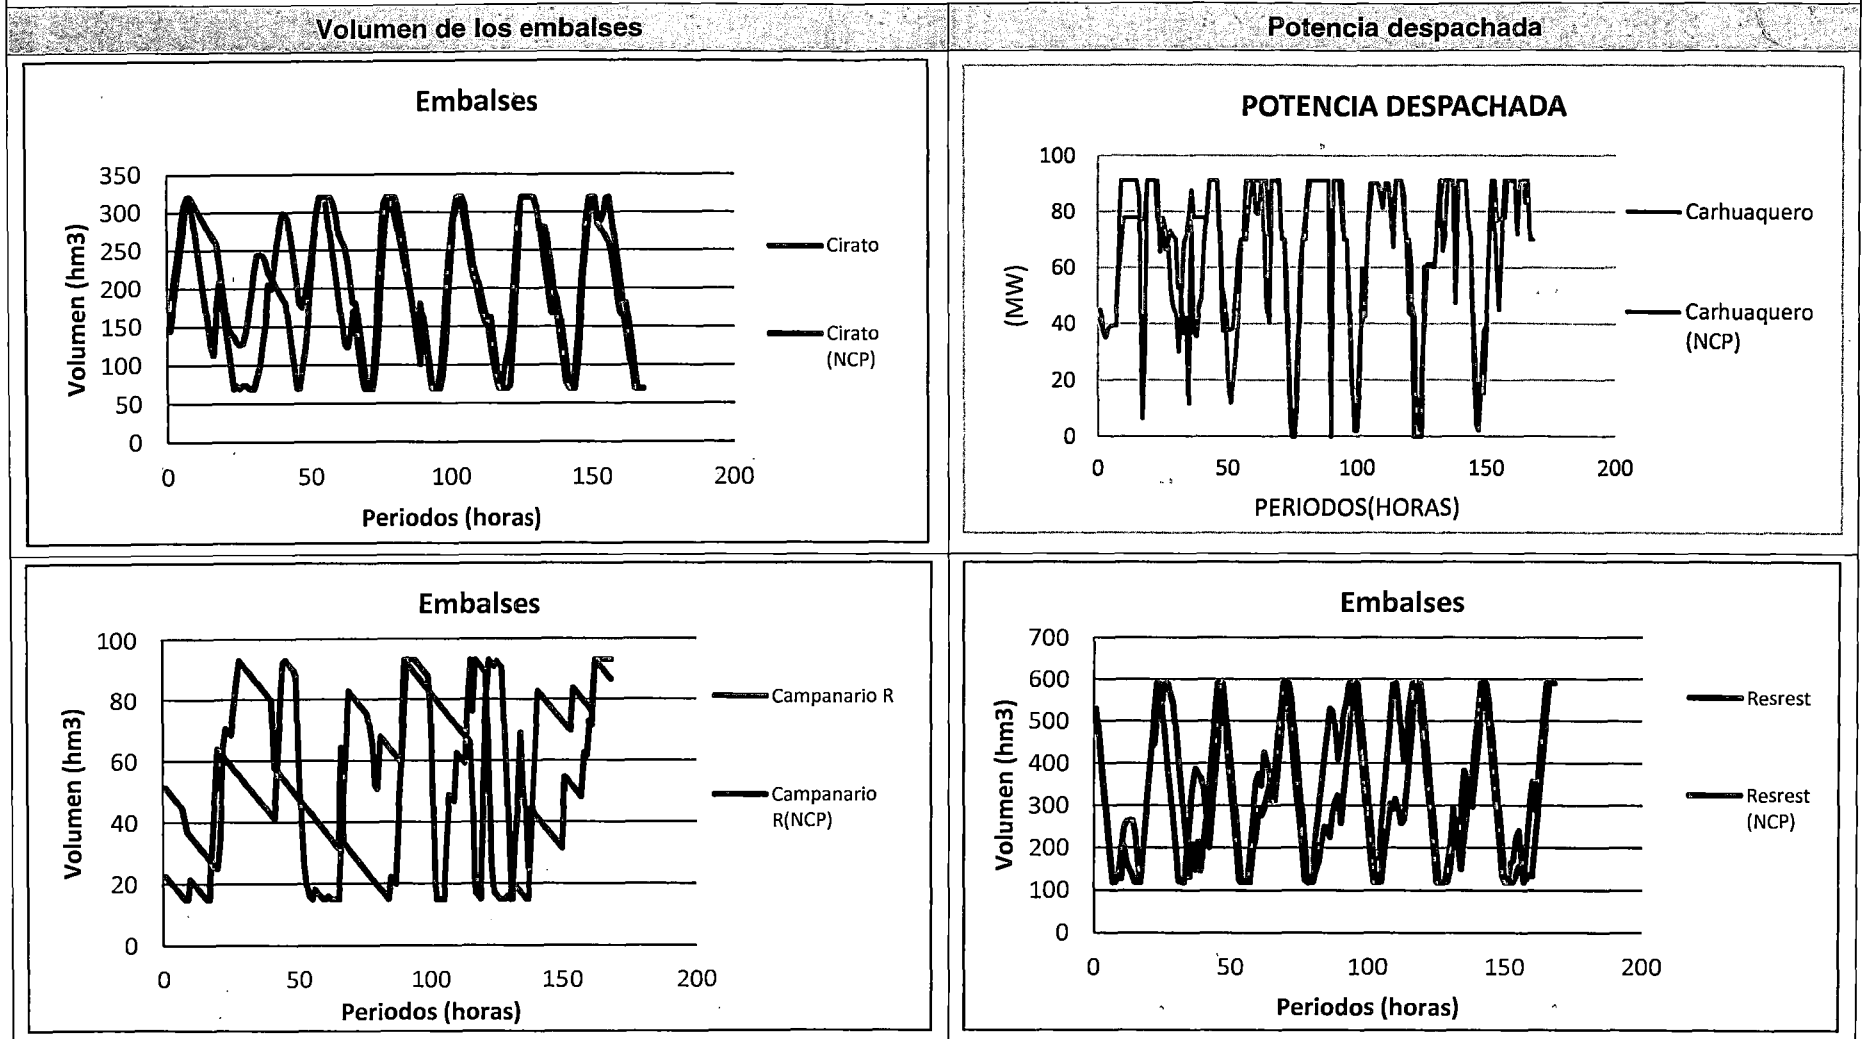 Volumen de los embalses
Potencia despachada
Embalses
350
300
250
200
150
100
50
0
Volumen (hm3)
0 50 100 150 200
Periodos (horas)
Cirato
Cirato
(NCP)
POTENCIA DESPACHADA
100
80
60
40
20
0
(MW)
0 50 100 150 200
PERIODOS(HORAS)
Carhuaquero
Carhuaquero
(NCP)
Embalses
100
80
60
40
20
0
Volumen (hm3)
0 50 100 150 200
Periodos (horas)
Campanario R
Campanario
R(NCP)
Embalses
700
600
500
400
300
200
100
0
Volumen (hm3)
0 50 100 150 200
Periodos (horas)
Resrest
Resrest
(NCP)